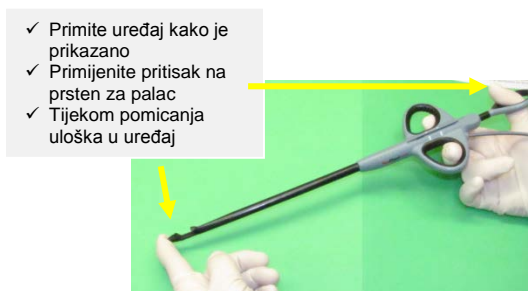 ✓ Primite uređaj kako je
prikazano
✓ Primijenite pritisak na
prsten za palac
✓ Tijekom pomicanja
uloška u uređaj